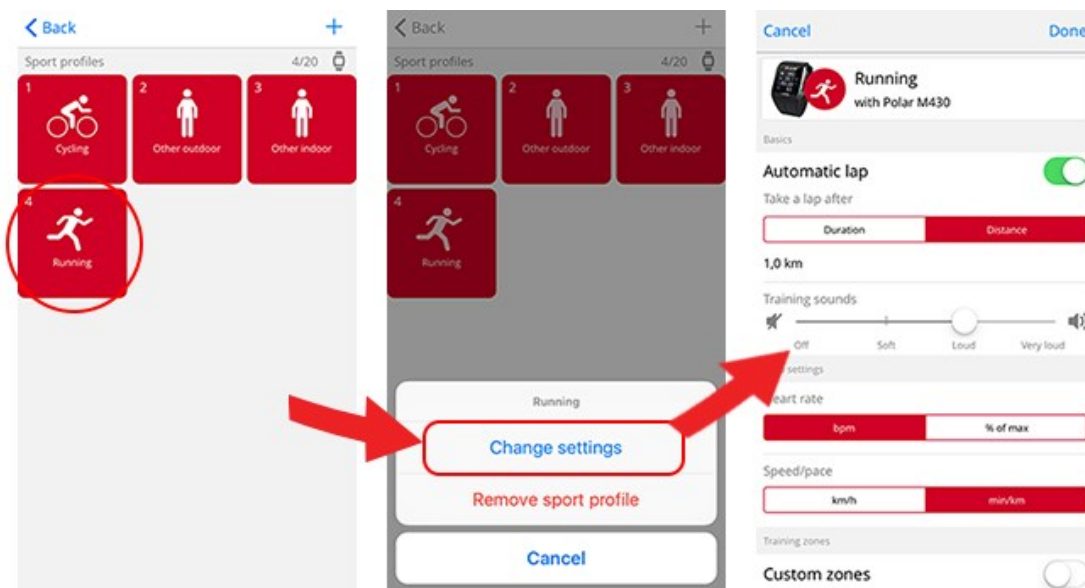 Back +
Sport profiles 4/20
1 2 3
Cycling Other outdoor Other indoor
4
Running
Back +
Sport profiles 4/20
1 2 3
Cycling Other outdoor Other indoor
4
Running
Running
Change settings
Remove sport profile
Cancel
Cancel Done
Running
with Polar M430
Basics
Automatic lap
Take a lap after
Duration Distance
1,0 km
Training sounds
Off Soft Loud Very loud
settings
eart rate
bpm % of max
Speed/pace
km/h min/km
Training zones
Custom zones